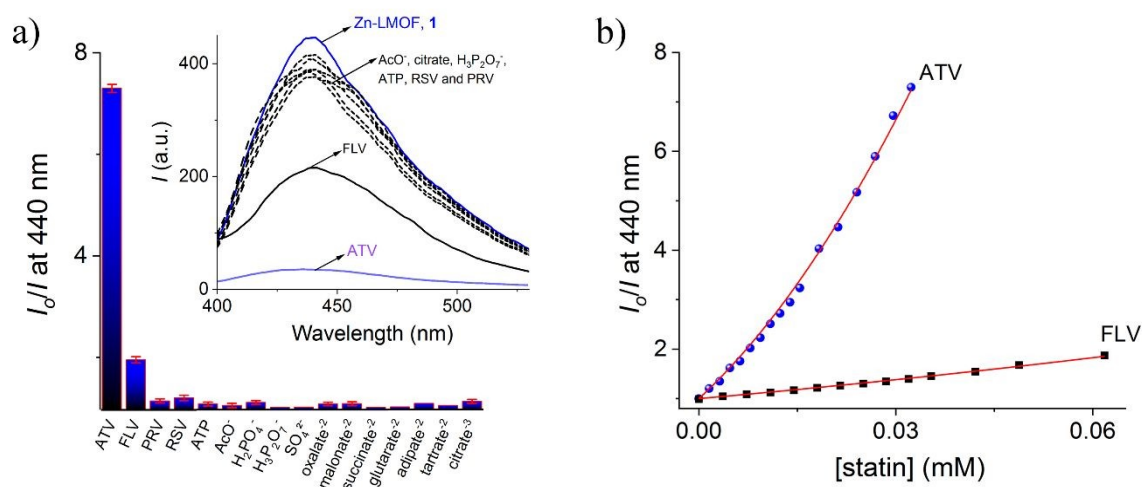 a)
8
4
I₀/I at 440 nm
ATV
FLV
PRV
RSV
ATP
AcO⁻
H₂PO₄⁻
H₃P₂O₇⁻
SO₄²⁻
oxalate⁻²
malonate⁻²
succinate⁻²
glutarate⁻²
adipate⁻²
tartrate⁻²
citrate⁻³
Zn-LMOF, 1
AcO⁻, citrate, H₃P₂O₇⁻,
ATP, RSV and PRV
FLV
ATV
400
200
0
I (a.u.)
400
450
500
Wavelength (nm)
b)
8
6
4
2
I₀/I at 440 nm
ATV
FLV
0.00
0.03
0.06
[statin] (mM)